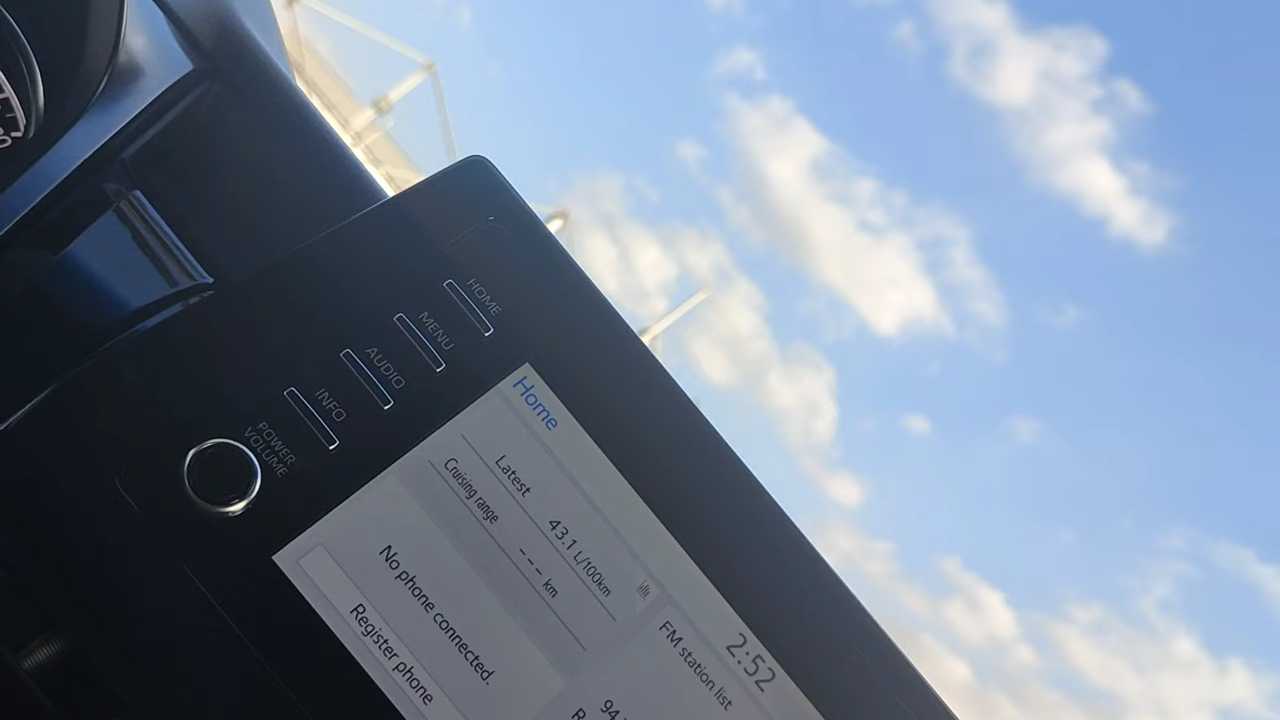 HOME
MENU
AUDIO
INFO
POWER
VOLUME
Home
2:52
Latest 43.1 L/100km
Cruising range --- km
No phone connected.
Register phone
FM station list